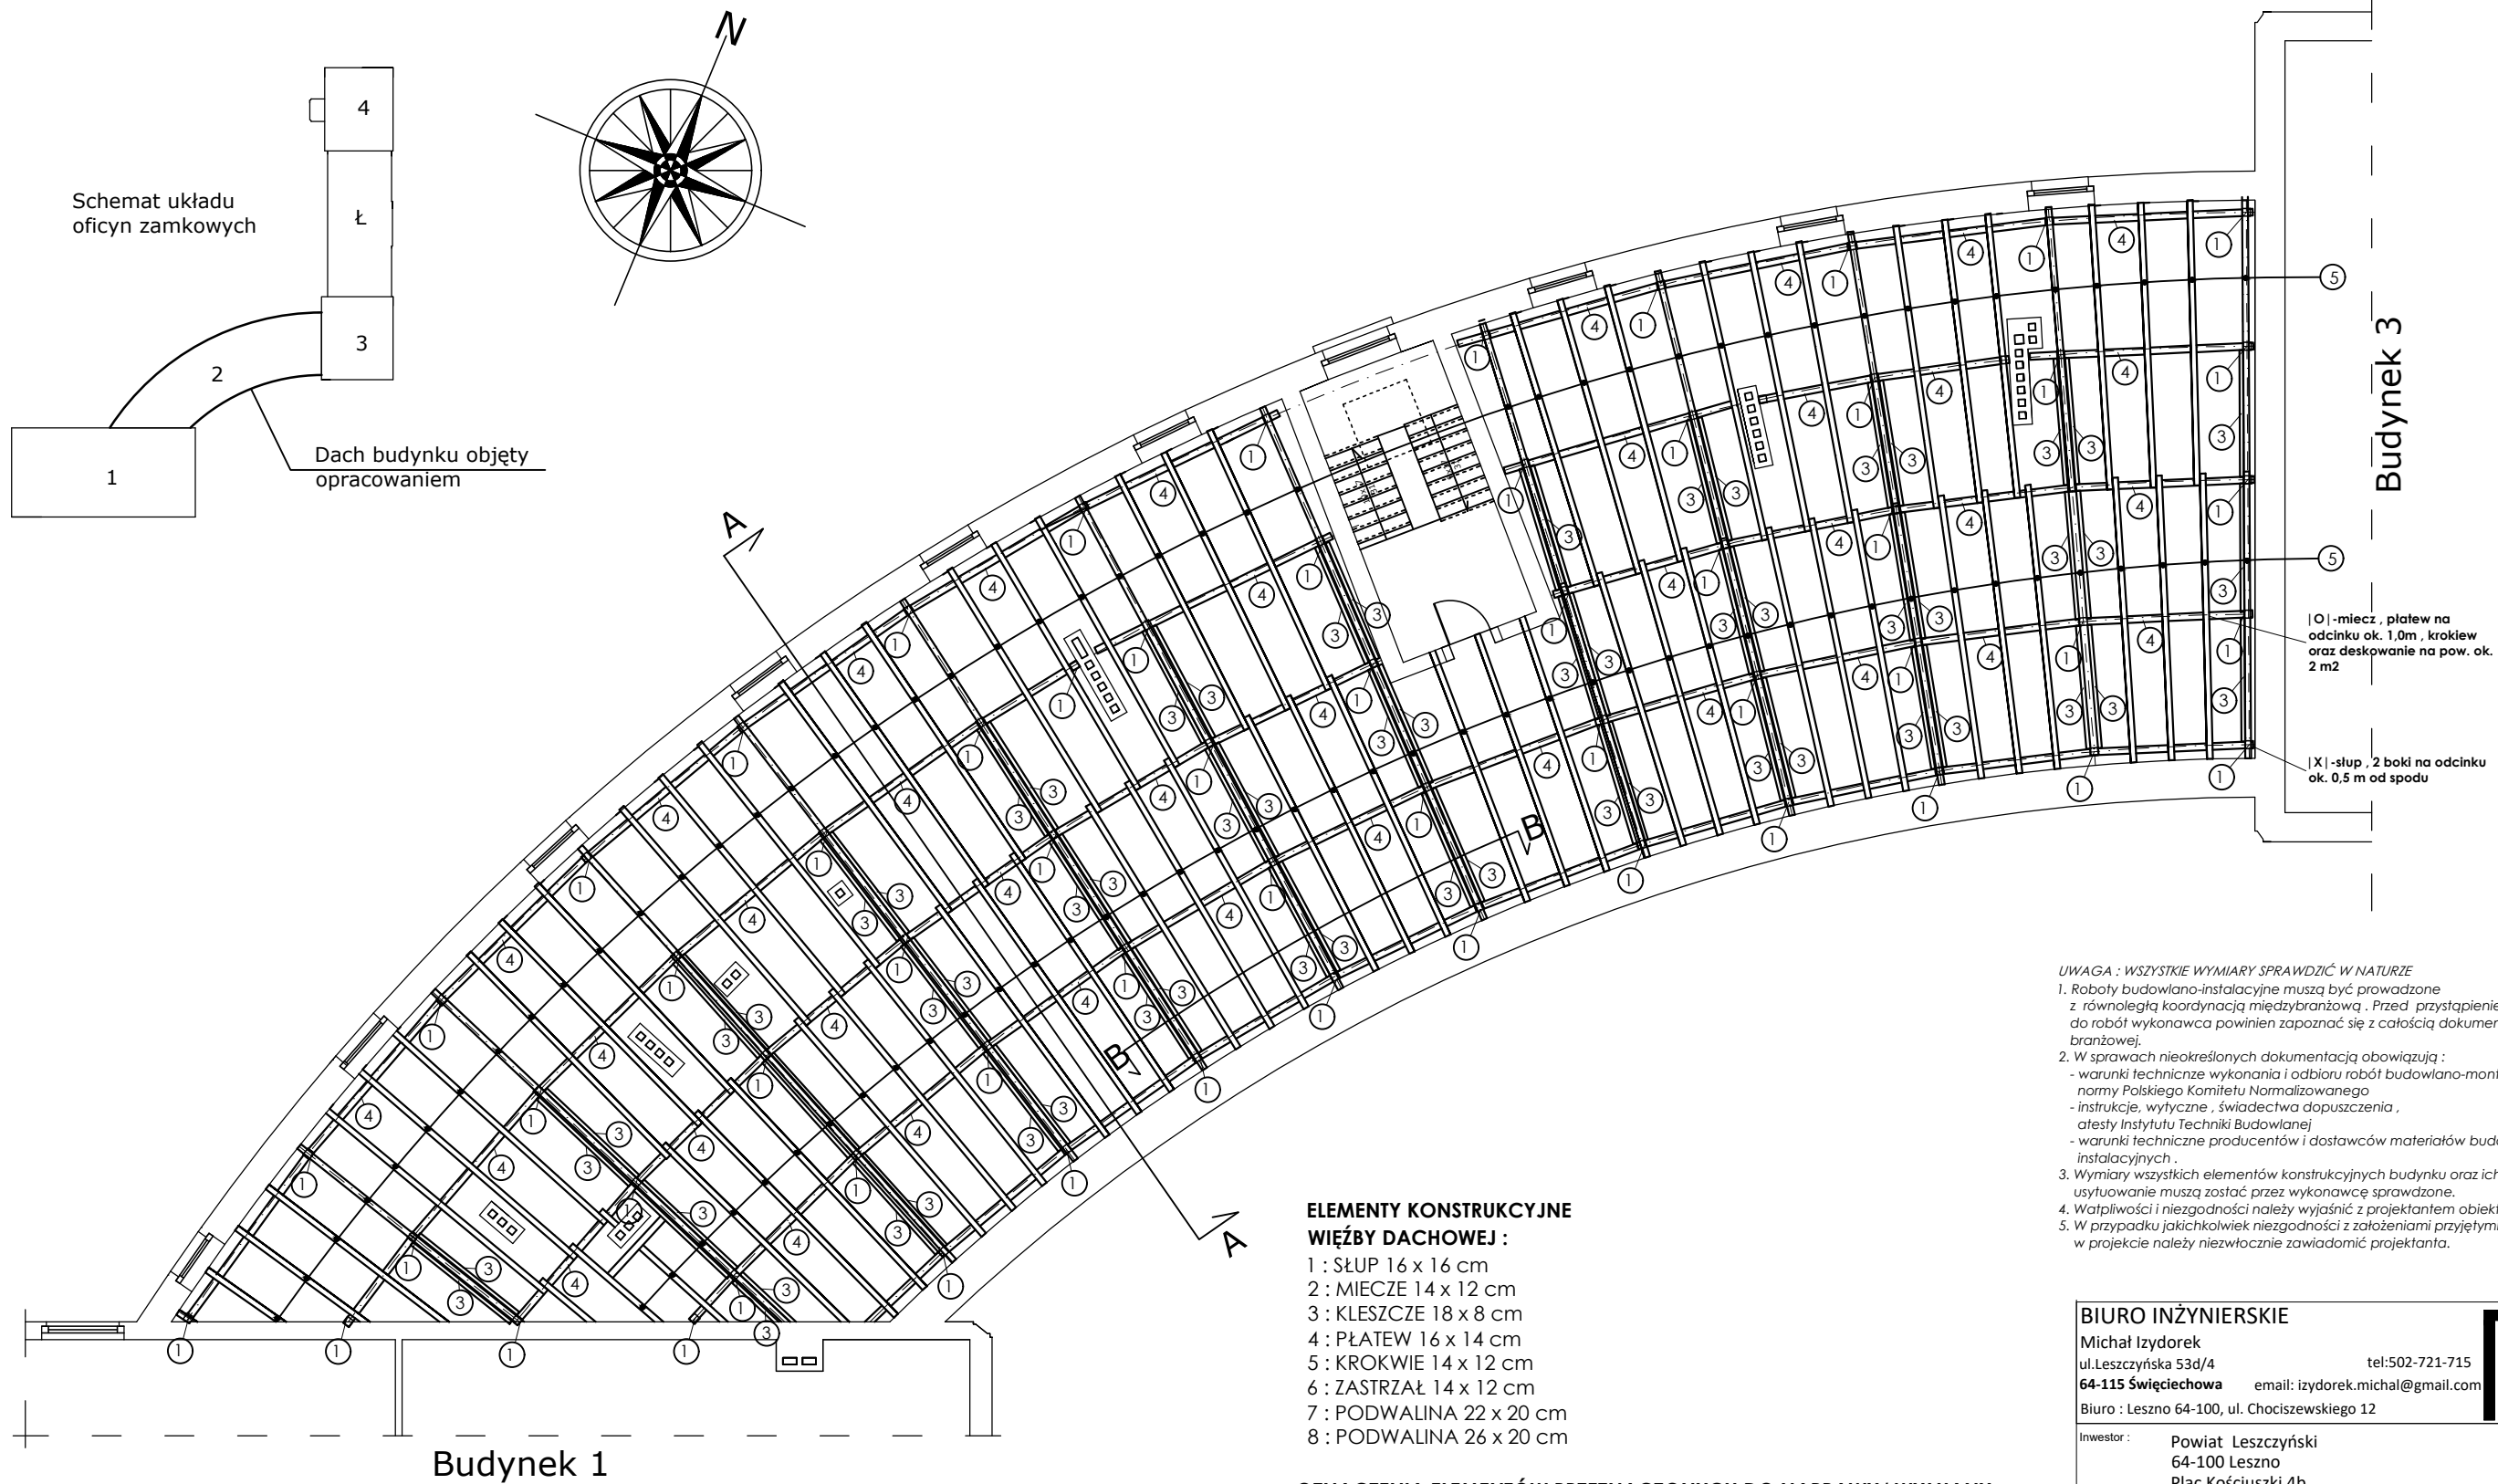 N
4
Ł
3
2
1
Schemat układu
oficyn zamkowych
Dach budynku objęty
opracowaniem
A
A
B
B
Budynek 3
5
5
|O|-miecz , płatew na
odcinku ok. 1,0m , krokiew
oraz deskowanie na pow. ok.
2 m2
|X|-słup , 2 boki na odcinku
ok. 0,5 m od spodu
UWAGA : WSZYSTKIE WYMIARY SPRAWDZIĆ W NATURZE
1. Roboty budowlano-instalacyjne muszą być prowadzone
z równoległą koordynacją międzybranżową . Przed przystąpienie
do robót wykonawca powinien zapoznać się z całością dokumen
branżowej.
2. W sprawach nieokreślonych dokumentacją obowiązują :
- warunki technicnze wykonania i odbioru robót budowlano-mont
normy Polskiego Komitetu Normalizowanego
- instrukcje, wytyczne , świadectwa dopuszczenia ,
atesty Instytutu Techniki Budowlanej
- warunki techniczne producentów i dostawców materiałów budo
instalacyjnych .
3. Wymiary wszystkich elementów konstrukcyjnych budynku oraz ich
usytuowanie muszą zostać przez wykonawcę sprawdzone.
4. Watpliwości i niezgodności należy wyjaśnić z projektantem obiekt
5. W przypadku jakichkolwiek niezgodności z założeniami przyjętym
w projekcie należy niezwłocznie zawiadomić projektanta.
ELEMENTY KONSTRUKCYJNE
WIĘŹBY DACHOWEJ :
1 : SŁUP 16 x 16 cm
2 : MIECZE 14 x 12 cm
3 : KLESZCZE 18 x 8 cm
4 : PŁATEW 16 x 14 cm
5 : KROKWIE 14 x 12 cm
6 : ZASTRZAŁ 14 x 12 cm
7 : PODWALINA 22 x 20 cm
8 : PODWALINA 26 x 20 cm
BIURO INŻYNIERSKIE
Michał Izydorek
ul.Leszczyńska 53d/4 tel:502-721-715
64-115 Święciechowa email: izydorek.michal@gmail.com
Biuro : Leszno 64-100, ul. Chociszewskiego 12
Inwestor : Powiat Leszczyński
64-100 Leszno
Plac Kościuszki 4b
Budynek 1